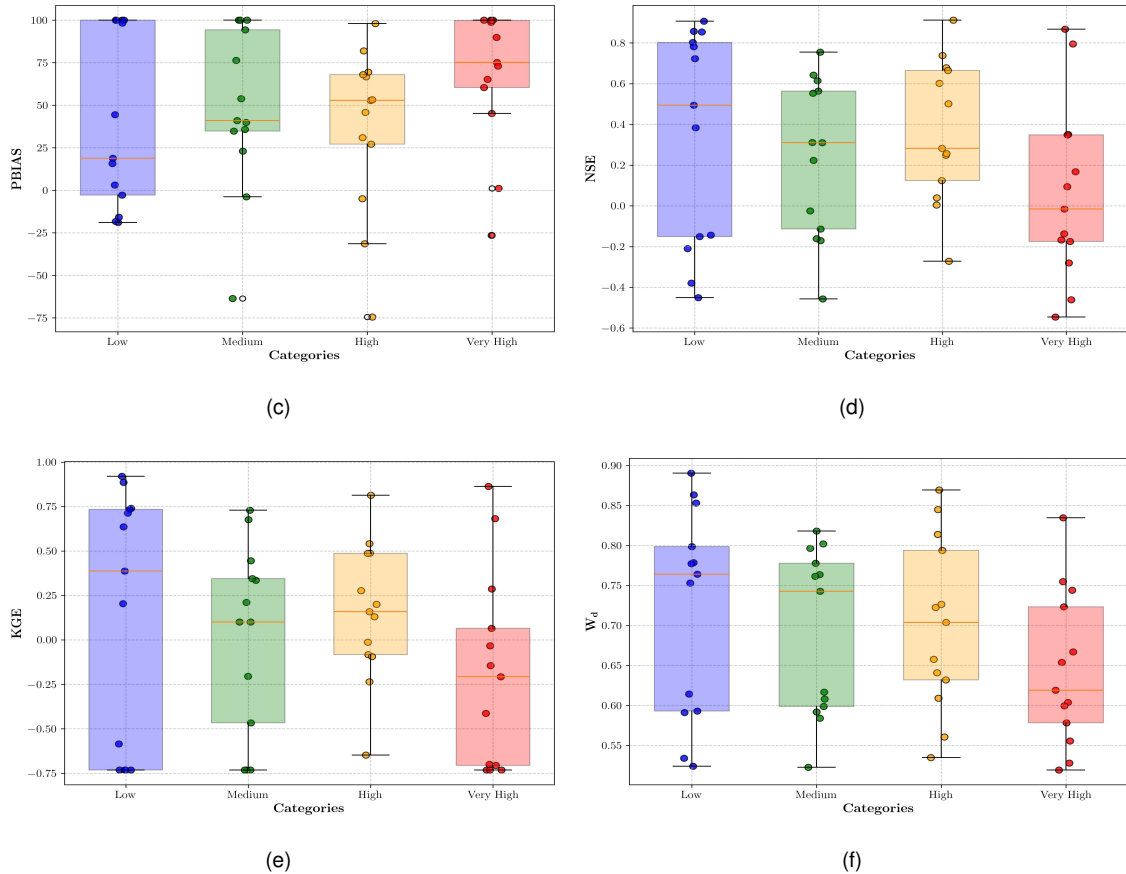 100
75
50
25
0
−25
−50
−75
PBIAS
Low
Medium
High
Very High
Categories
(c)
0.8
0.6
0.4
0.2
0.0
−0.2
−0.4
−0.6
NSE
Low
Medium
High
Very High
Categories
(d)
1.00
0.75
0.50
0.25
0.00
−0.25
−0.50
−0.75
KGE
Low
Medium
High
Very High
Categories
(e)
0.90
0.85
0.80
0.75
0.70
0.65
0.60
0.55
W_d
Low
Medium
High
Very High
Categories
(f)